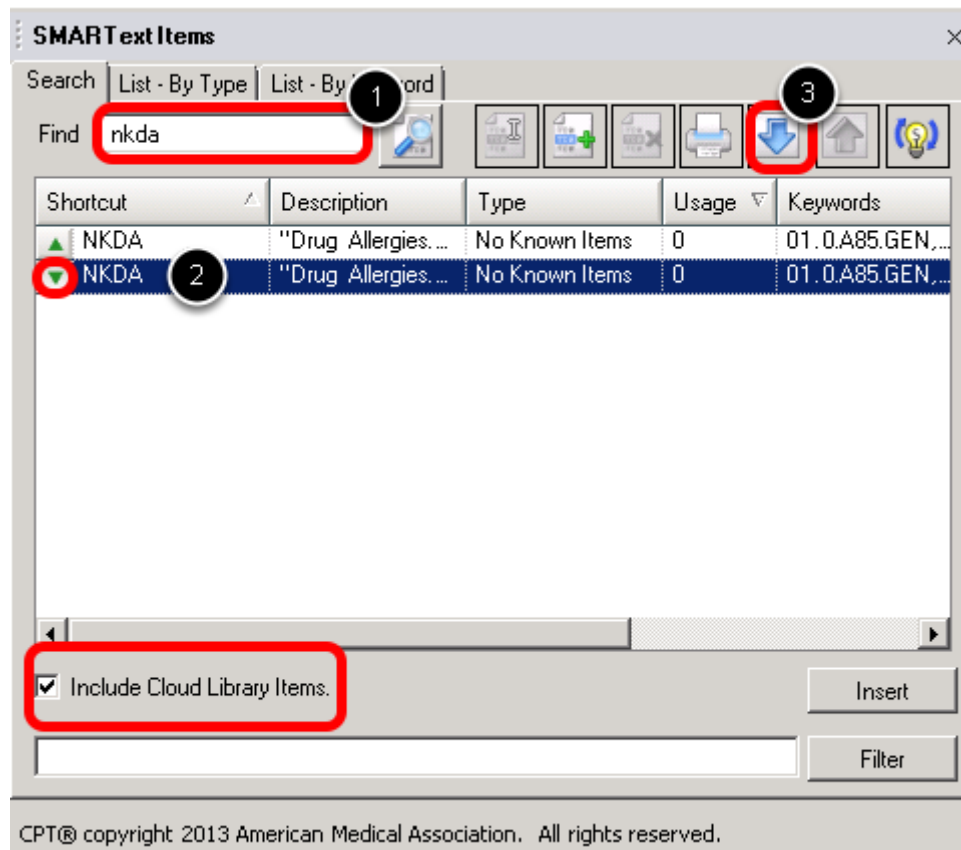 SMARText Items
Search List - By Type List - By ord
1
3
Find nkda
Shortcut Description Type Usage Keywords
NKDA "Drug Allergies.... No Known Items 0 01.0.A85.GEN,...
NKDA 2 "Drug Allergies.... No Known Items 0 01.0.A85.GEN,...
Include Cloud Library Items.
Insert
Filter
CPT® copyright 2013 American Medical Association. All rights reserved.